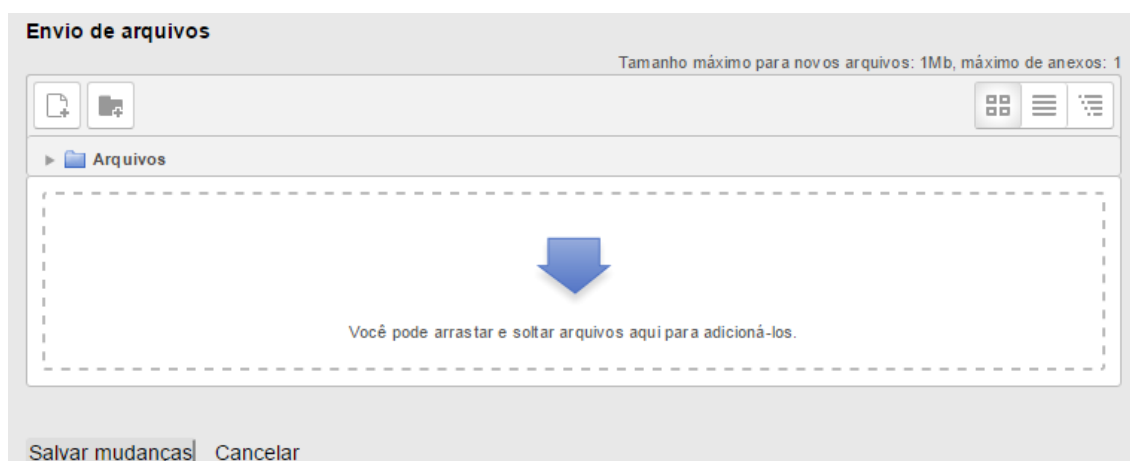 Envio de arquivos
Tamanho máximo para novos arquivos: 1Mb, máximo de anexos: 1
Arquivos
Você pode arrastar e soltar arquivos aqui para adicioná-los.
Salvar mudanças Cancelar